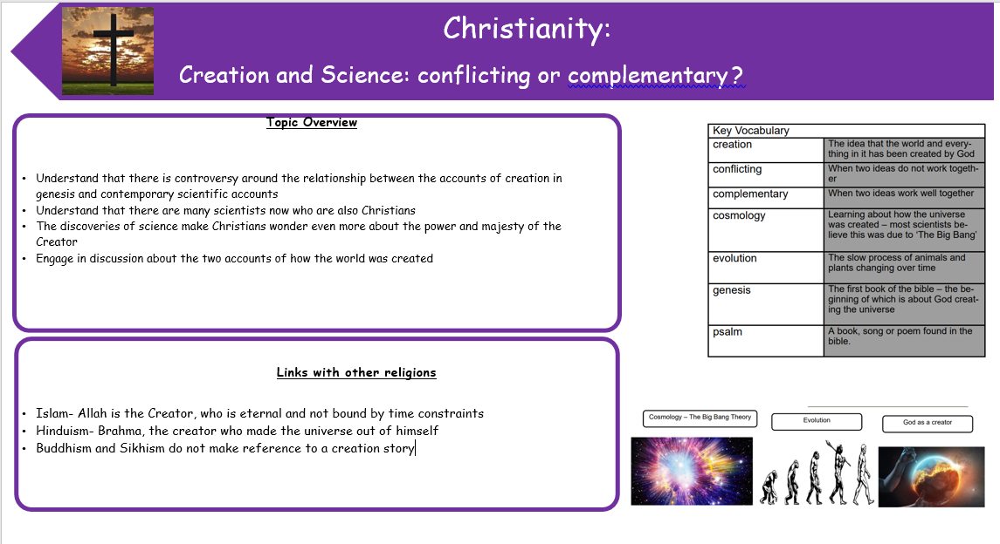 Christianity:
Creation and Science: conflicting or complementary?
Topic Overview
• Understand that there is controversy around the relationship between the accounts of creation in
genesis and contemporary scientific accounts
• Understand that there are many scientists now who are also Christians
• The discoveries of science make Christians wonder even more about the power and majesty of the
Creator
• Engage in discussion about the two accounts of how the world was created
Links with other religions
• Islam- Allah is the Creator, who is eternal and not bound by time constraints
• Hinduism- Brahma, the creator who made the universe out of himself
• Buddhism and Sikhism do not make reference to a creation story
Key Vocabulary
creation
The idea that the world and every-
thing in it has been created by God
conflicting
When two ideas do not work togeth-
er
complementary
When two ideas work well together
cosmology
Learning about how the universe
was created – most scientists be-
lieve this was due to ‘The Big Bang’
evolution
The slow process of animals and
plants changing over time
genesis
The first book of the bible – the be-
ginning of which is about God creat-
ing the universe
psalm
A book, song or poem found in the
bible.
Cosmology – The Big Bang Theory
Evolution
God as a creator